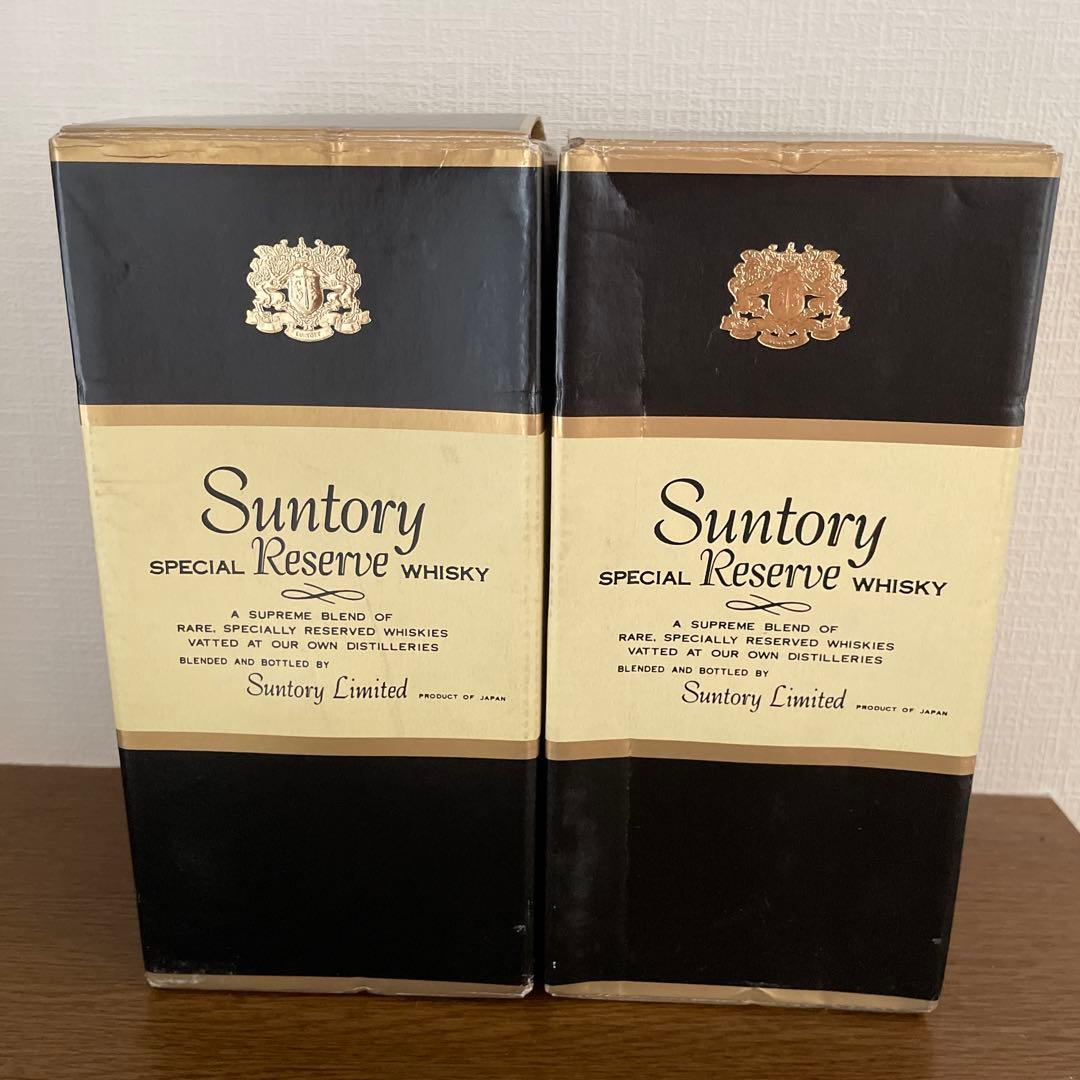 Suntory
SPECIAL Reserve WHISKY
A SUPREME BLEND OF
RARE, SPECIALLY RESERVED WHISKIES
VATTED AT OUR OWN DISTILLERIES
BLENDED AND BOTTLED BY
Suntory Limited PRODUCT OF JAPAN
SUNTORY
Suntory
SPECIAL Reserve WHISKY
A SUPREME BLEND OF
RARE, SPECIALLY RESERVED WHISKIES
VATTED AT OUR OWN DISTILLERIES
BLENDED AND BOTTLED BY
Suntory Limited PRODUCT OF JAPAN